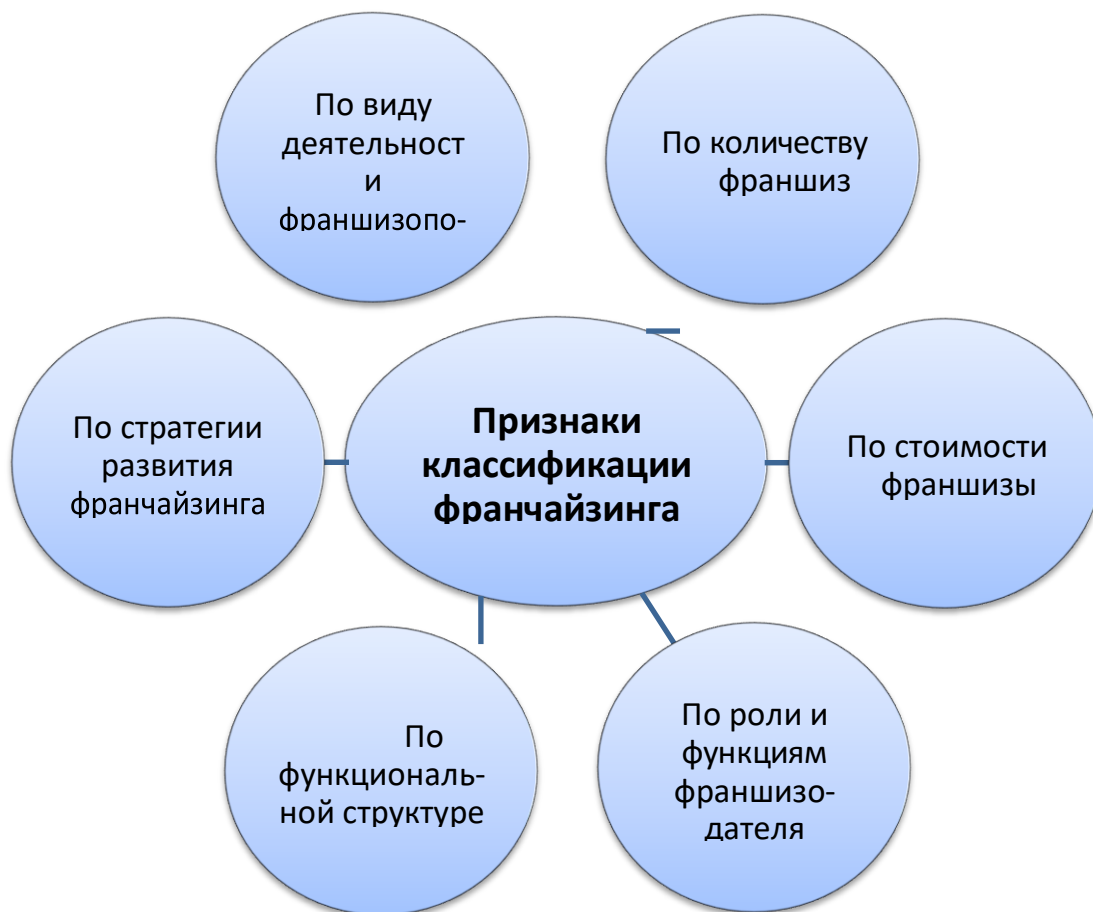 По виду
деятельност
и
франшизопо-
По количеству
франшиз
По стратегии
развития
франчайзинга
Признаки
классификации
франчайзинга
По стоимости
франшизы
По
функциональ-
ной структуре
По роли и
функциям
франшизо-
дателя